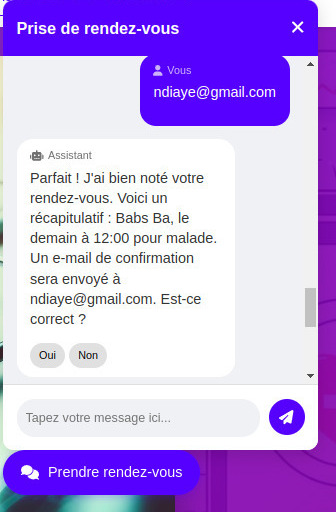 Prise de rendez-vous
Vous
ndiaye@gmail.com
Assistant
Parfait ! J'ai bien noté votre
rendez-vous. Voici un
récapitulatif : Babs Ba, le
demain à 12:00 pour malade.
Un e-mail de confirmation
sera envoyé à
ndiaye@gmail.com. Est-ce
correct ?
Oui Non
Tapez votre message ici...
Prendre rendez-vous